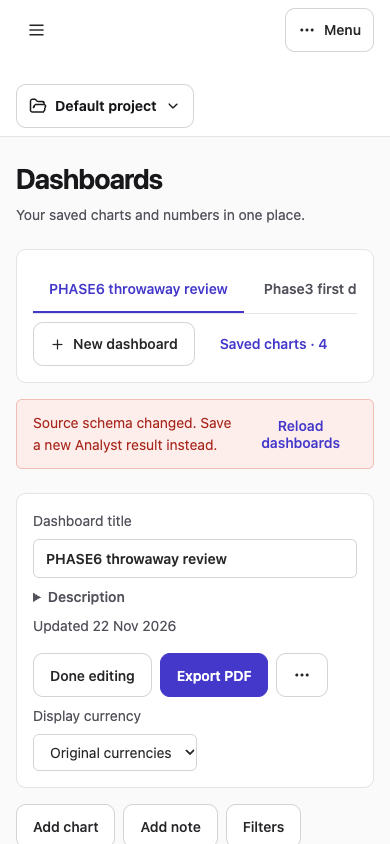 Menu
Default project
Dashboards
Your saved charts and numbers in one place.
PHASE6 throwaway review
Phase3 first d
New dashboard
Saved charts · 4
Source schema changed. Save
a new Analyst result instead.
Reload
dashboards
Dashboard title
PHASE6 throwaway review
Description
Updated 22 Nov 2026
Done editing
Export PDF
Display currency
Original currencies
Add chart
Add note
Filters